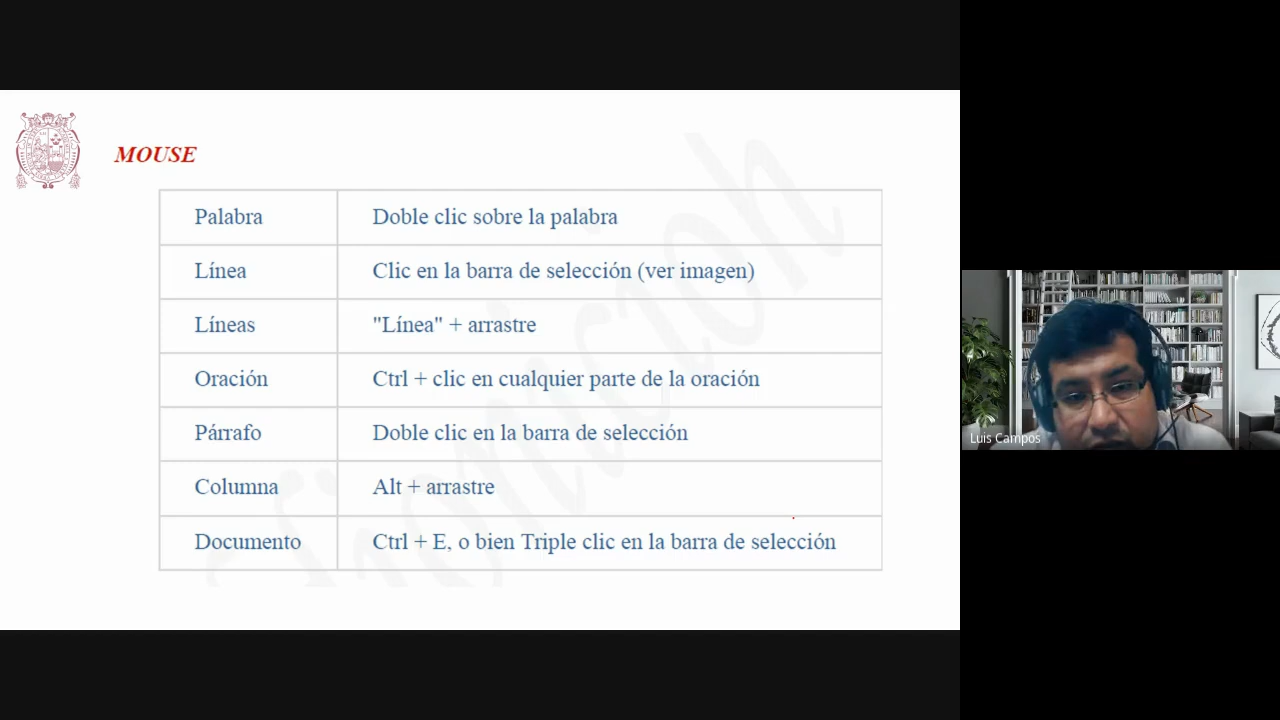 MOUSE
Palabra Doble clic sobre la palabra
Línea Clic en la barra de selección (ver imagen)
Líneas "Línea" + arrastre
Oración Ctrl + clic en cualquier parte de la oración
Párrafo Doble clic en la barra de selección
Columna Alt + arrastre
Documento Ctrl + E, o bien Triple clic en la barra de selección
Luis Campos